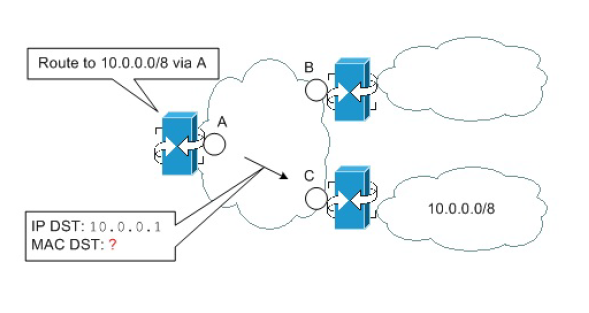 Route to 10.0.0.0/8 via A
B
A
C
10.0.0.0/8
IP DST: 10.0.0.1
MAC DST: ?